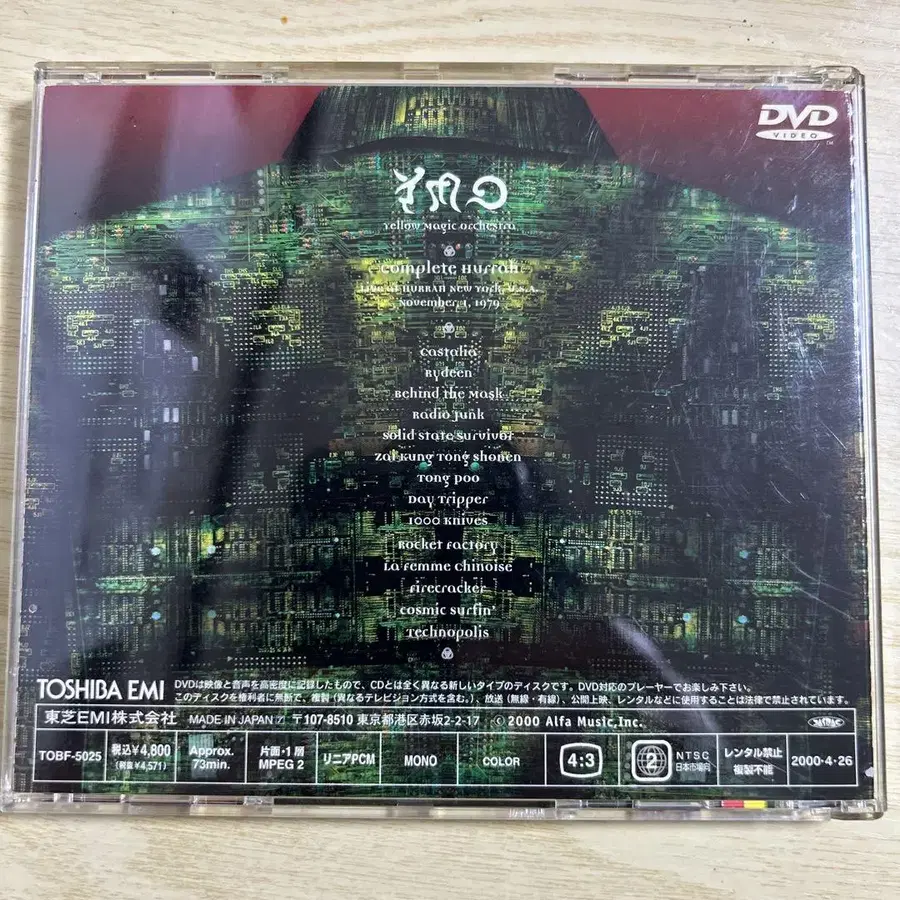 DVD
VIDEO
YMO
Yellow Magic Orchestra
Complete Hurrah
Live at Hurrah New York, U.S.A.
November 1, 1979
Castalia
Rydeen
Behind the Mask
Radio Junk
Solid State Survivor
Zai Kung Tong Shonen
Tong Poo
Day Tripper
1000 Knives
Rocket Factory
La Femme Chinoise
Firecracker
Cosmic Surfin'
Technopolis
TOSHIBA EMI
DVDは映像と音声を高密度に記録したもので、CDとは全く異なる新しいタイプのディスクです。DVD対応のプレーヤーでお楽しみ下さい。
このディスクを権利者に無断で、複製(異なるテレビジョン方式を含む。)、放送(無線・有線)、公開上映、レンタルなどに使用することは法律で禁止されています。
東芝EMI株式会社 MADE IN JAPAN 〒107-8510 東京都港区赤坂2-2-17 ©2000 Alfa Music,Inc.
TOBF-5025 税込¥4,800 (税抜¥4,571) Approx. 73min. 片面・1層 MPEG 2 リニアPCM MONO COLOR 4:3 2 NTSC 日本市場向 レンタル禁止 複製不能 2000・4・26